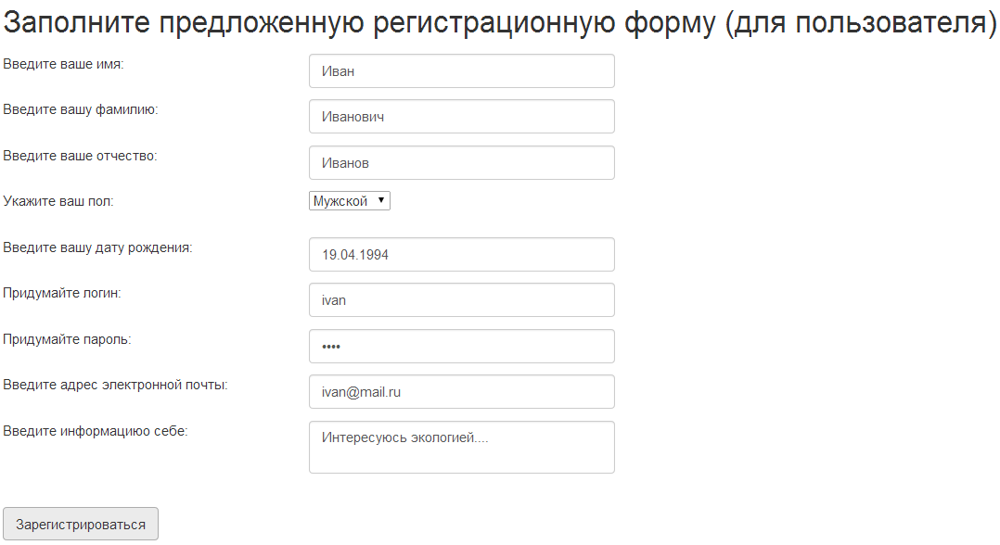 Заполните предложенную регистрационную форму (для пользователя)
Введите ваше имя: Иван
Введите вашу фамилию: Иванович
Введите ваше отчество: Иванов
Укажите ваш пол: Мужской
Введите вашу дату рождения: 19.04.1994
Придумайте логин: ivan
Придумайте пароль: ••••
Введите адрес электронной почты: ivan@mail.ru
Введите информациюо себе: Интересуюсь экологией....
Зарегистрироваться